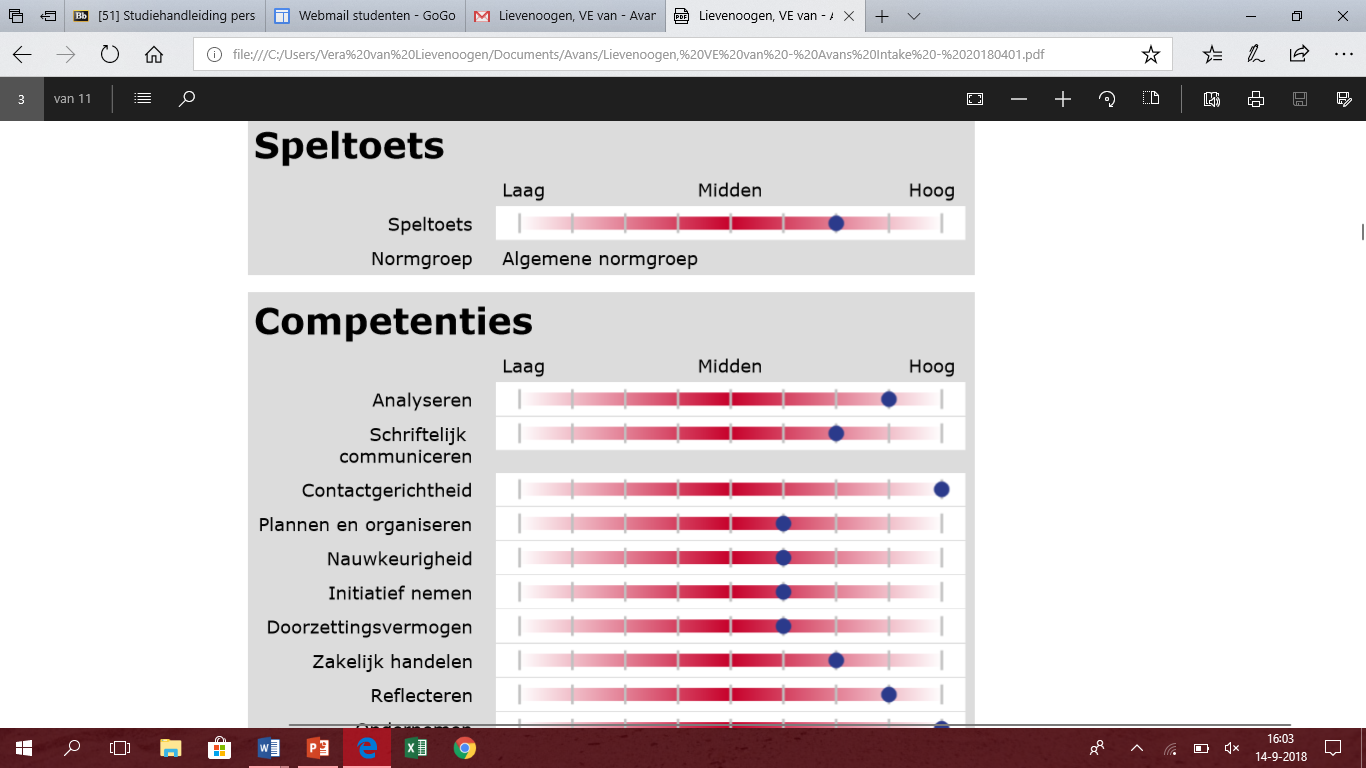 [51] Studiehandleiding pers
Webmail studenten - GoGo
Lievenoogen, VE van - Avar
Lievenoogen, VE van - A
file:///C:/Users/Vera%20van%20Lievenoogen/Documents/Avans/Lievenoogen,%20VE%20van%20-%20Avans%20Intake%20-%2020180401.pdf
3 van 11
Speltoets
Laag Midden Hoog
Speltoets
Normgroep Algemene normgroep
Competenties
Laag Midden Hoog
Analyseren
Schriftelijk
communiceren
Contactgerichtheid
Plannen en organiseren
Nauwkeurigheid
Initiatief nemen
Doorzettingsvermogen
Zakelijk handelen
Reflecteren
Ondernemen
16:03
14-9-2018